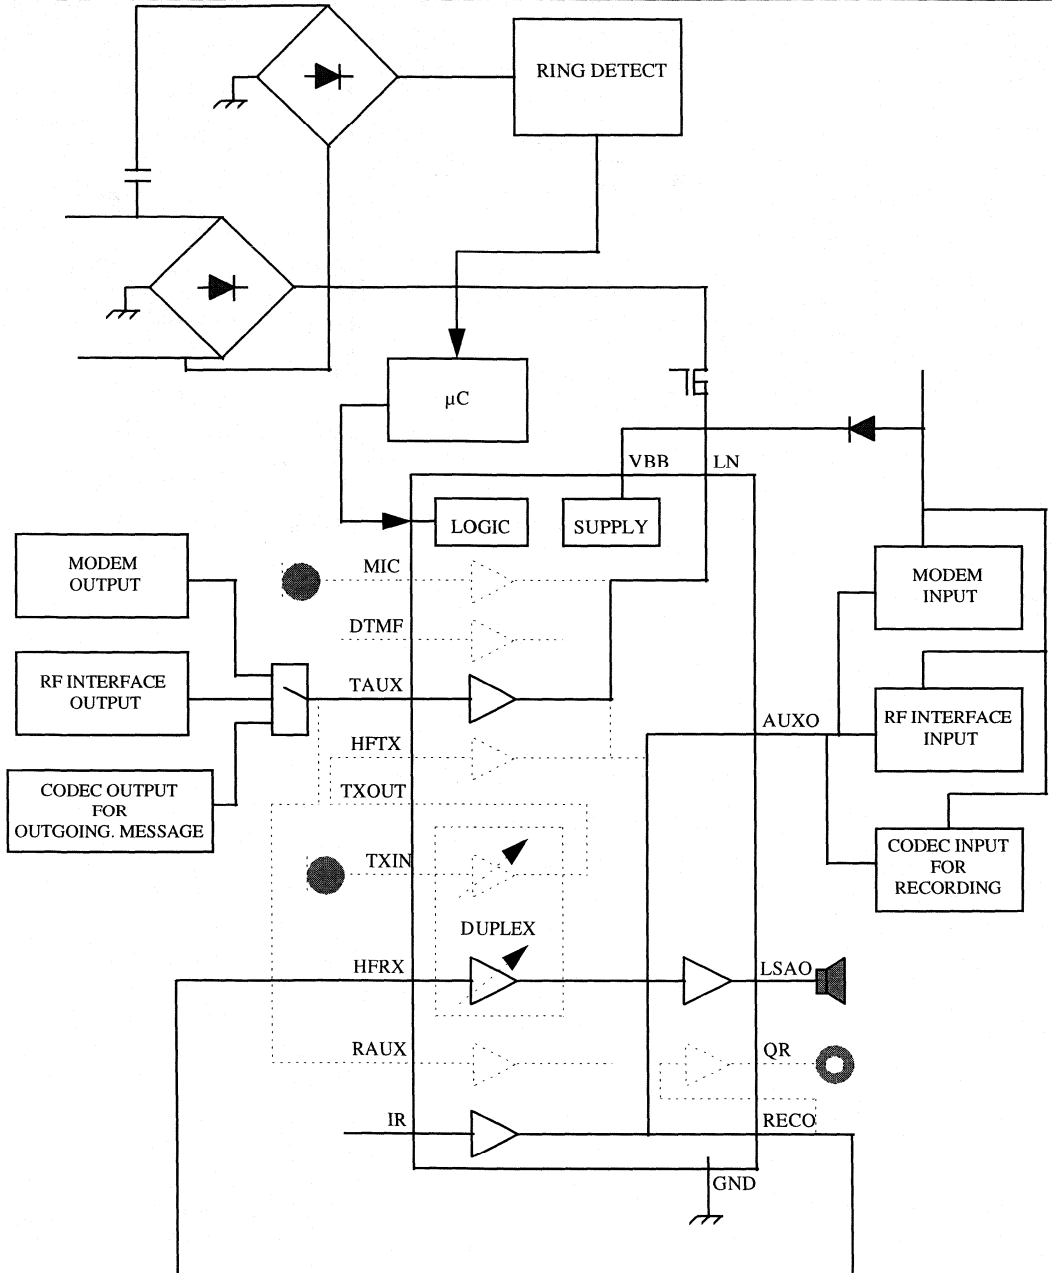 RING DETECT
µC
VBB
LN
LOGIC
SUPPLY
MODEM
OUTPUT
MIC
MODEM
INPUT
DTMF
RF INTERFACE
OUTPUT
TAUX
AUXO
RF INTERFACE
INPUT
HFTX
CODEC OUTPUT
FOR
OUTGOING. MESSAGE
TXOUT
CODEC INPUT
FOR
RECORDING
TXIN
DUPLEX
HFRX
LSAO
RAUX
QR
IR
RECO
GND